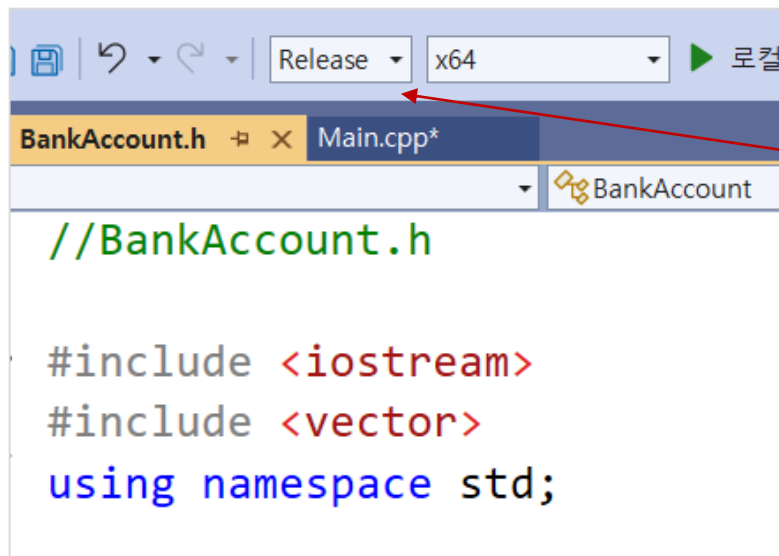 Release x64 로컬
BankAccount.h Main.cpp*
BankAccount
//BankAccount.h
#include <iostream>
#include <vector>
using namespace std;